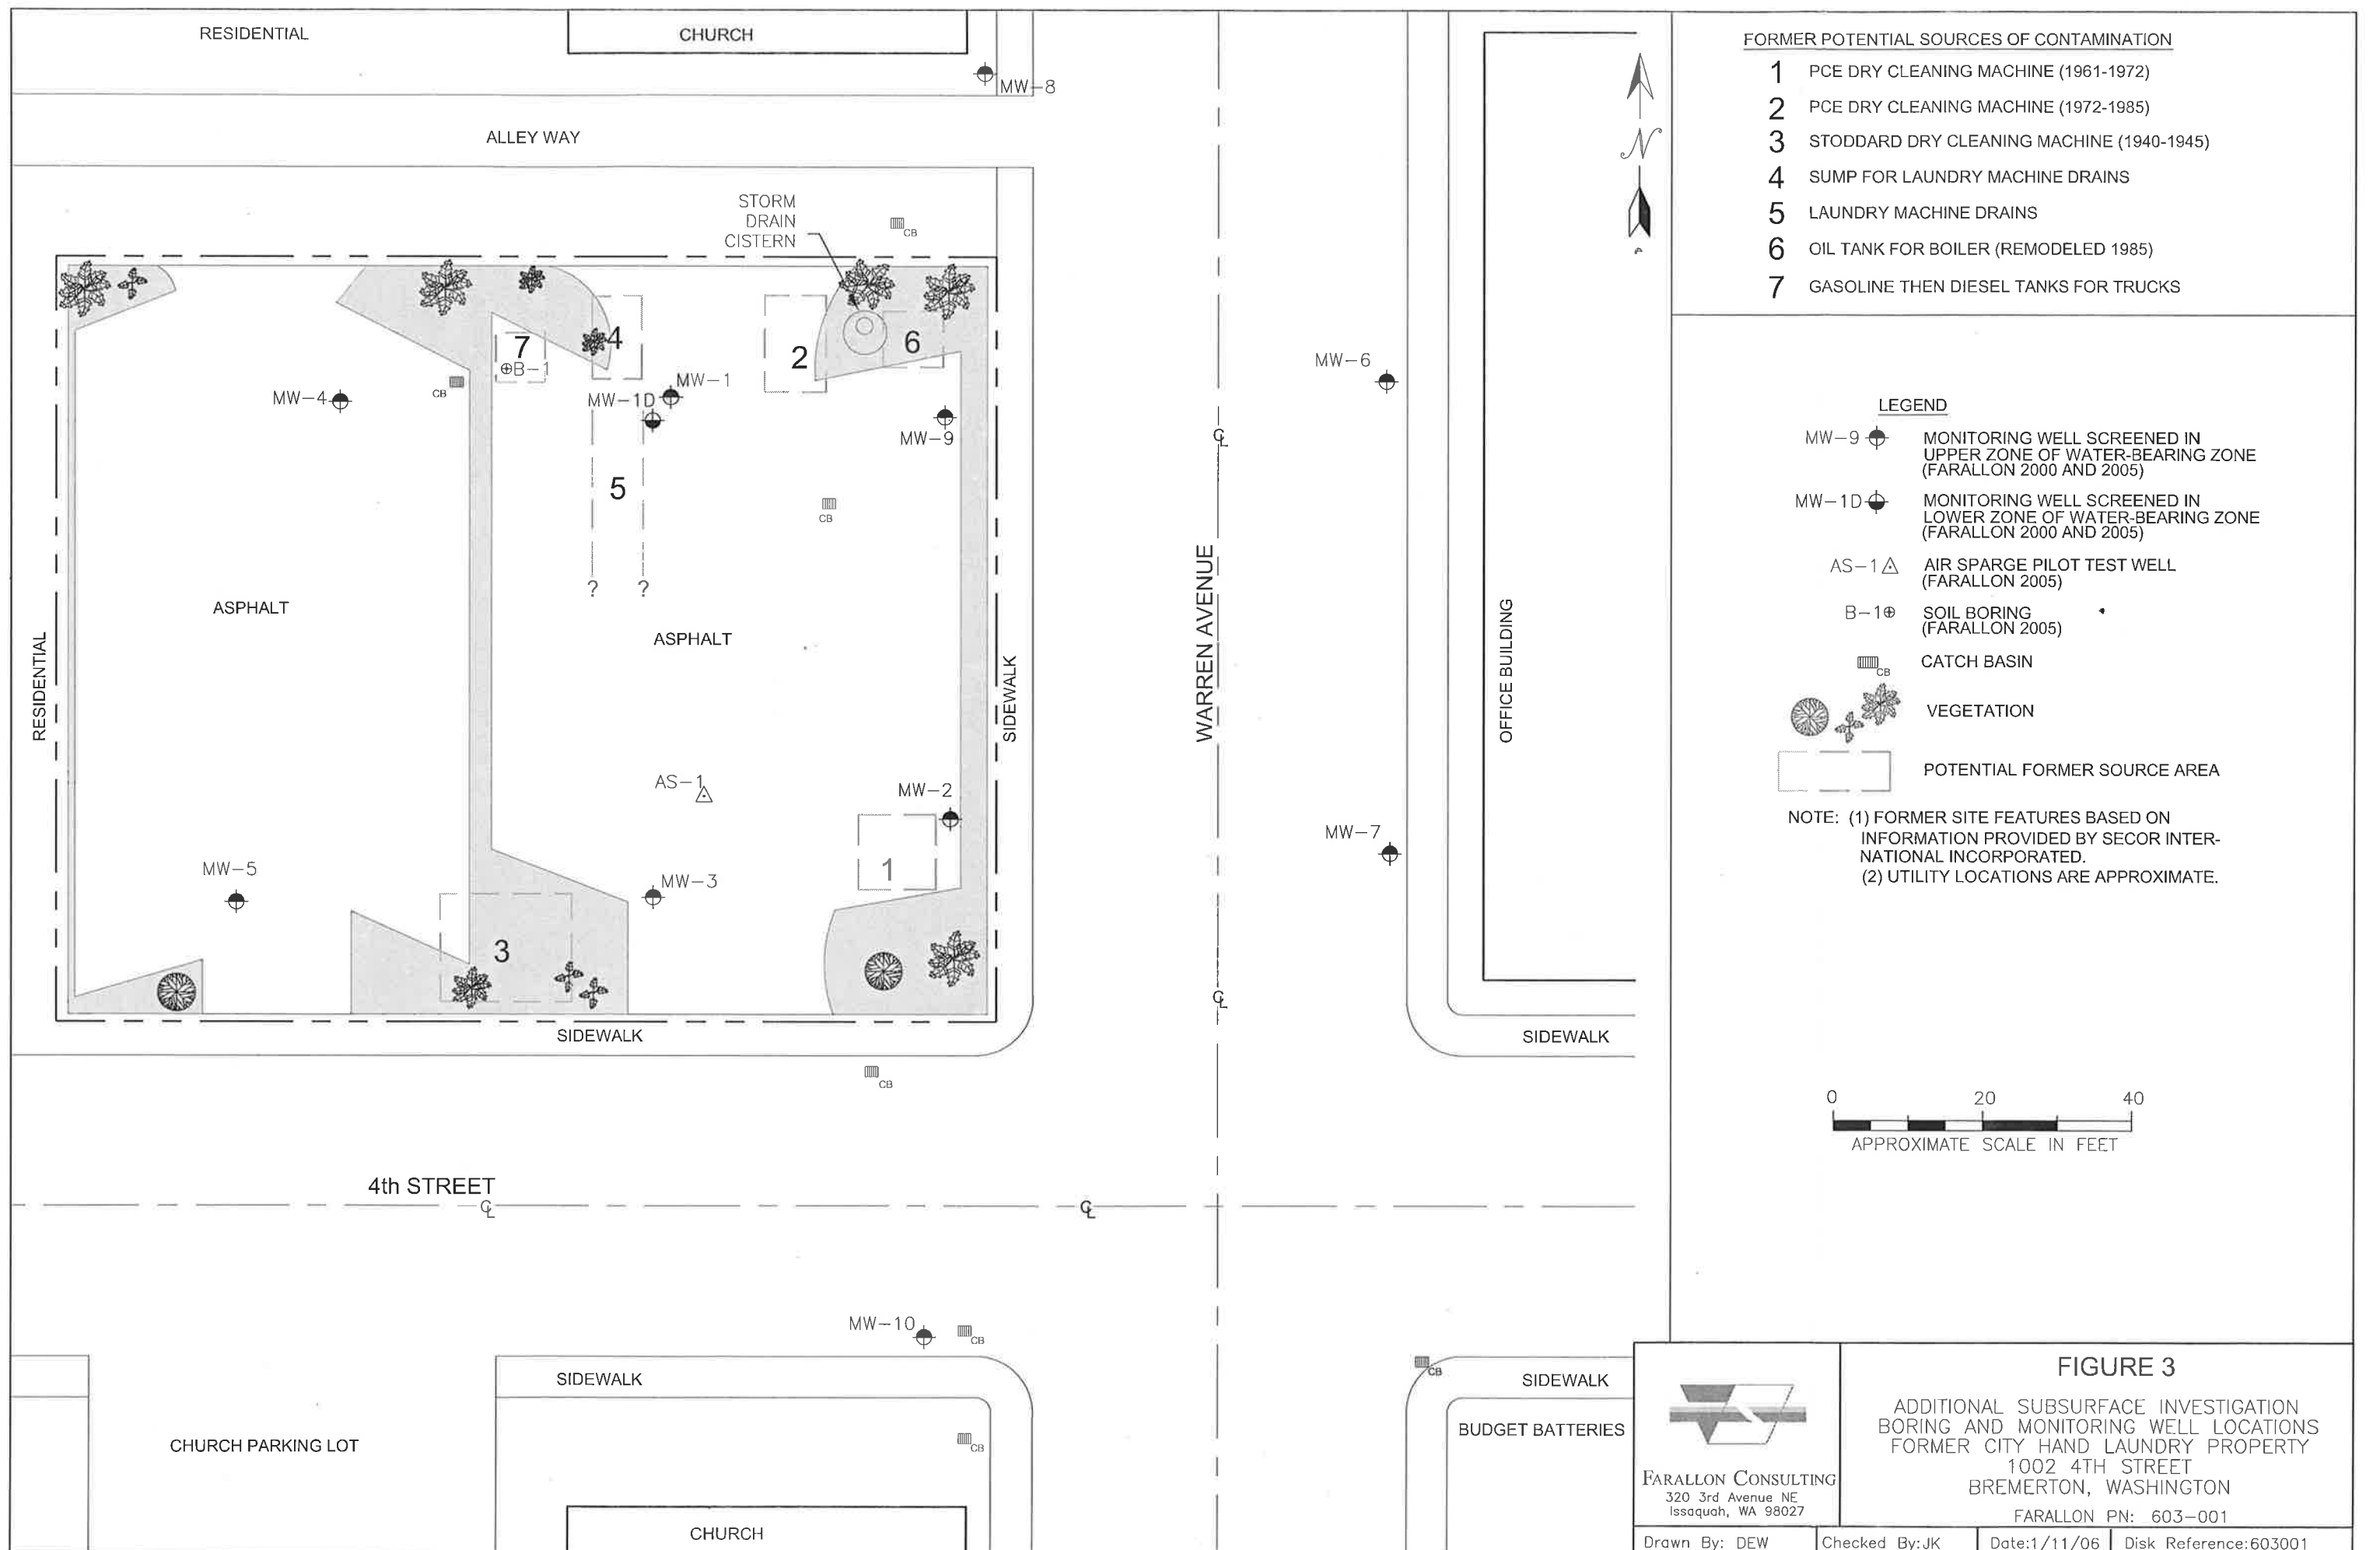 RESIDENTIAL
CHURCH
MW-8
ALLEY WAY
STORM
DRAIN
CISTERN
CB
7
B-1
4
2
6
MW-4
CB
MW-1
MW-1D
MW-9
5
CB
? ?
ASPHALT
ASPHALT
RESIDENTIAL
SIDEWALK
AS-1
MW-2
1
MW-5
MW-3
3
SIDEWALK
CB
MW-6
MW-7
WARREN AVENUE
CL
CL
OFFICE BUILDING
SIDEWALK
4th STREET
CL
CL
MW-10
CB
SIDEWALK
CB
CHURCH PARKING LOT
CHURCH
CB
SIDEWALK
BUDGET BATTERIES
FORMER POTENTIAL SOURCES OF CONTAMINATION
1 PCE DRY CLEANING MACHINE (1961-1972)
2 PCE DRY CLEANING MACHINE (1972-1985)
3 STODDARD DRY CLEANING MACHINE (1940-1945)
4 SUMP FOR LAUNDRY MACHINE DRAINS
5 LAUNDRY MACHINE DRAINS
6 OIL TANK FOR BOILER (REMODELED 1985)
7 GASOLINE THEN DIESEL TANKS FOR TRUCKS
N
LEGEND
MW-9 MONITORING WELL SCREENED IN
UPPER ZONE OF WATER-BEARING ZONE
(FARALLON 2000 AND 2005)
MW-1D MONITORING WELL SCREENED IN
LOWER ZONE OF WATER-BEARING ZONE
(FARALLON 2000 AND 2005)
AS-1 AIR SPARGE PILOT TEST WELL
(FARALLON 2005)
B-1 SOIL BORING
(FARALLON 2005)
CB CATCH BASIN
VEGETATION
POTENTIAL FORMER SOURCE AREA
NOTE: (1) FORMER SITE FEATURES BASED ON
INFORMATION PROVIDED BY SECOR INTER-
NATIONAL INCORPORATED.
(2) UTILITY LOCATIONS ARE APPROXIMATE.
0 20 40
APPROXIMATE SCALE IN FEET
FARALLON CONSULTING
320 3rd Avenue NE
Issaquah, WA 98027
FIGURE 3
ADDITIONAL SUBSURFACE INVESTIGATION
BORING AND MONITORING WELL LOCATIONS
FORMER CITY HAND LAUNDRY PROPERTY
1002 4TH STREET
BREMERTON, WASHINGTON
FARALLON PN: 603-001
Drawn By: DEW Checked By:JK Date:1/11/06 Disk Reference:603001